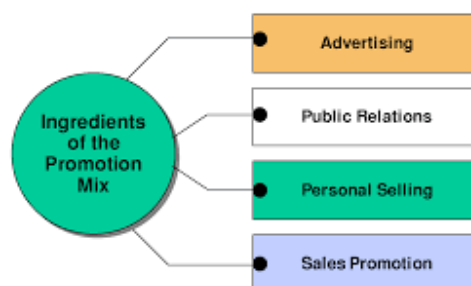 Ingredients
of the
Promotion
Mix
Advertising
Public Relations
Personal Selling
Sales Promotion